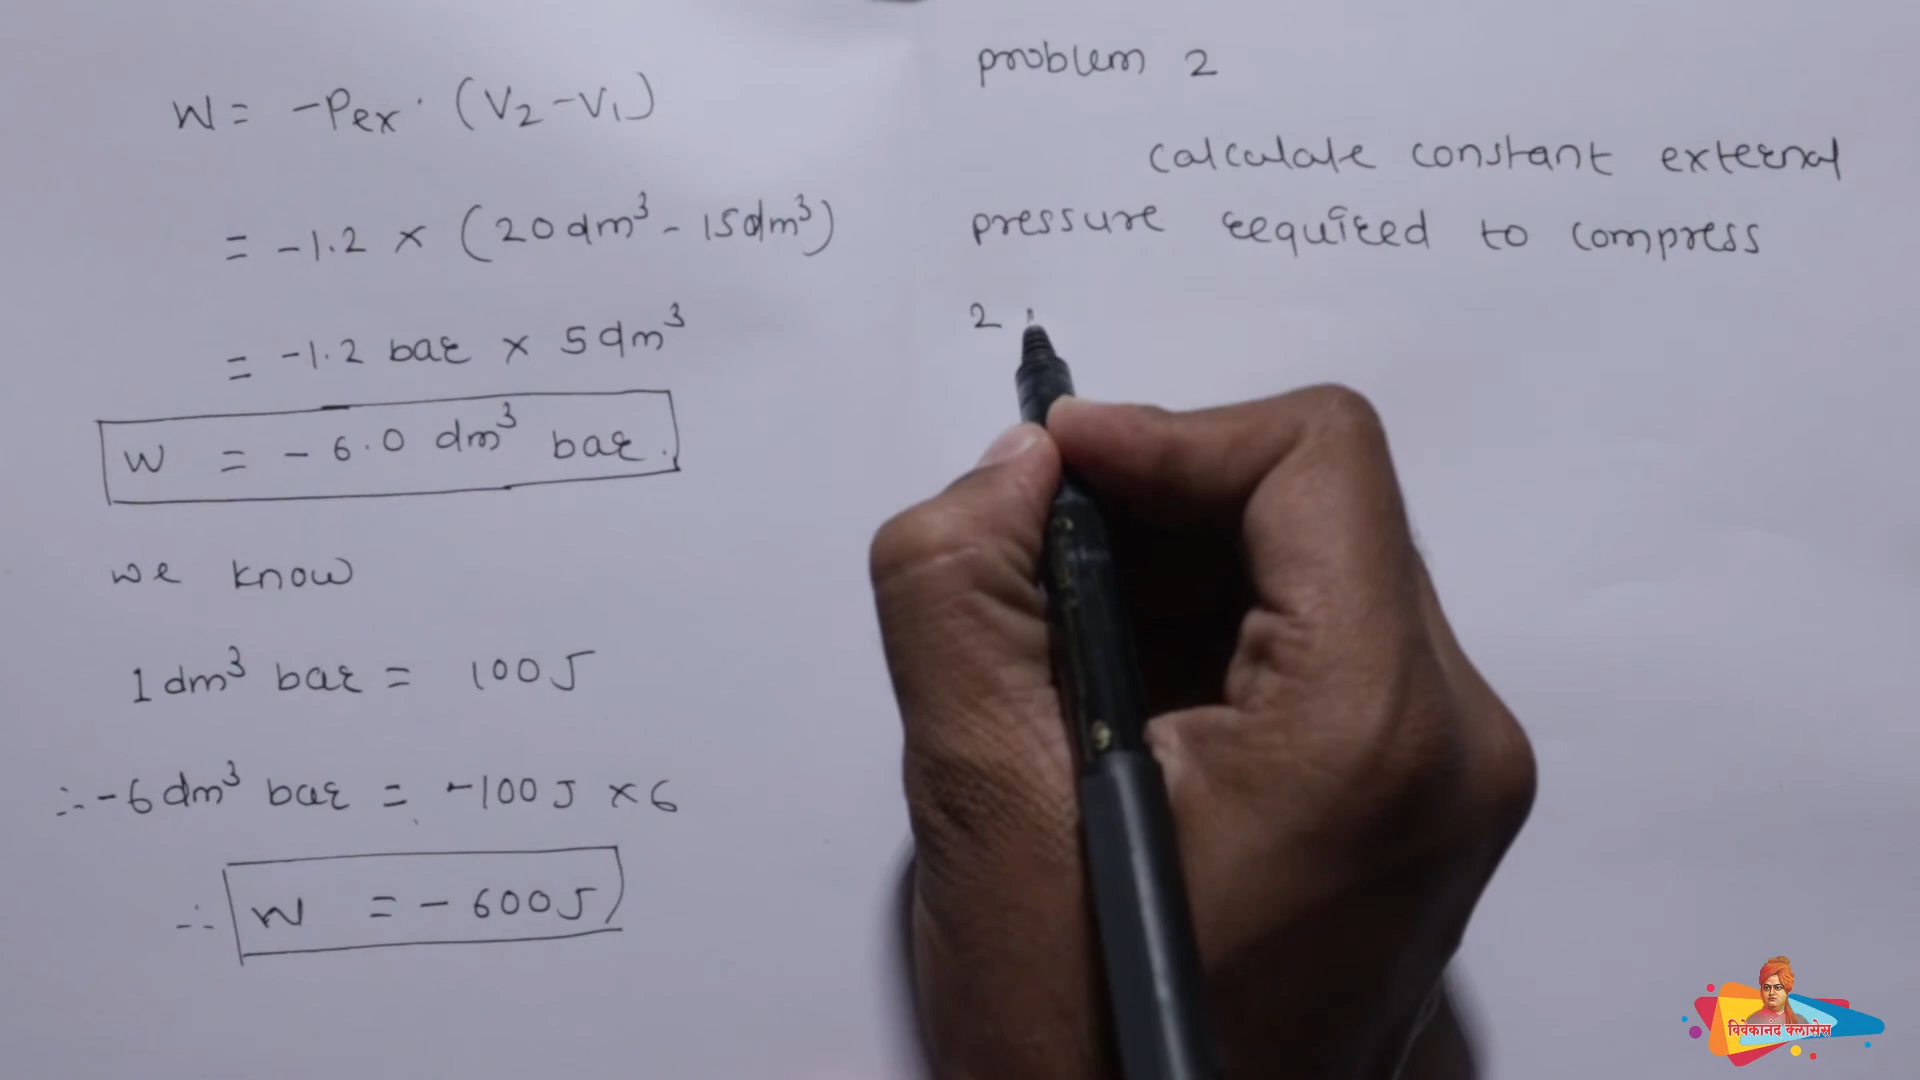 W = -Pex · (V2 - V1)
= -1.2 × (20 dm³ - 15 dm³)
= -1.2 bar × 5 dm³
W = - 6.0 dm³ bar.
we know
1 dm³ bar = 100 J
∴ -6 dm³ bar = -100 J × 6
∴ W = - 600 J
problem 2
calculate constant external
pressure required to compress
2
विवेकानंद क्लासेस